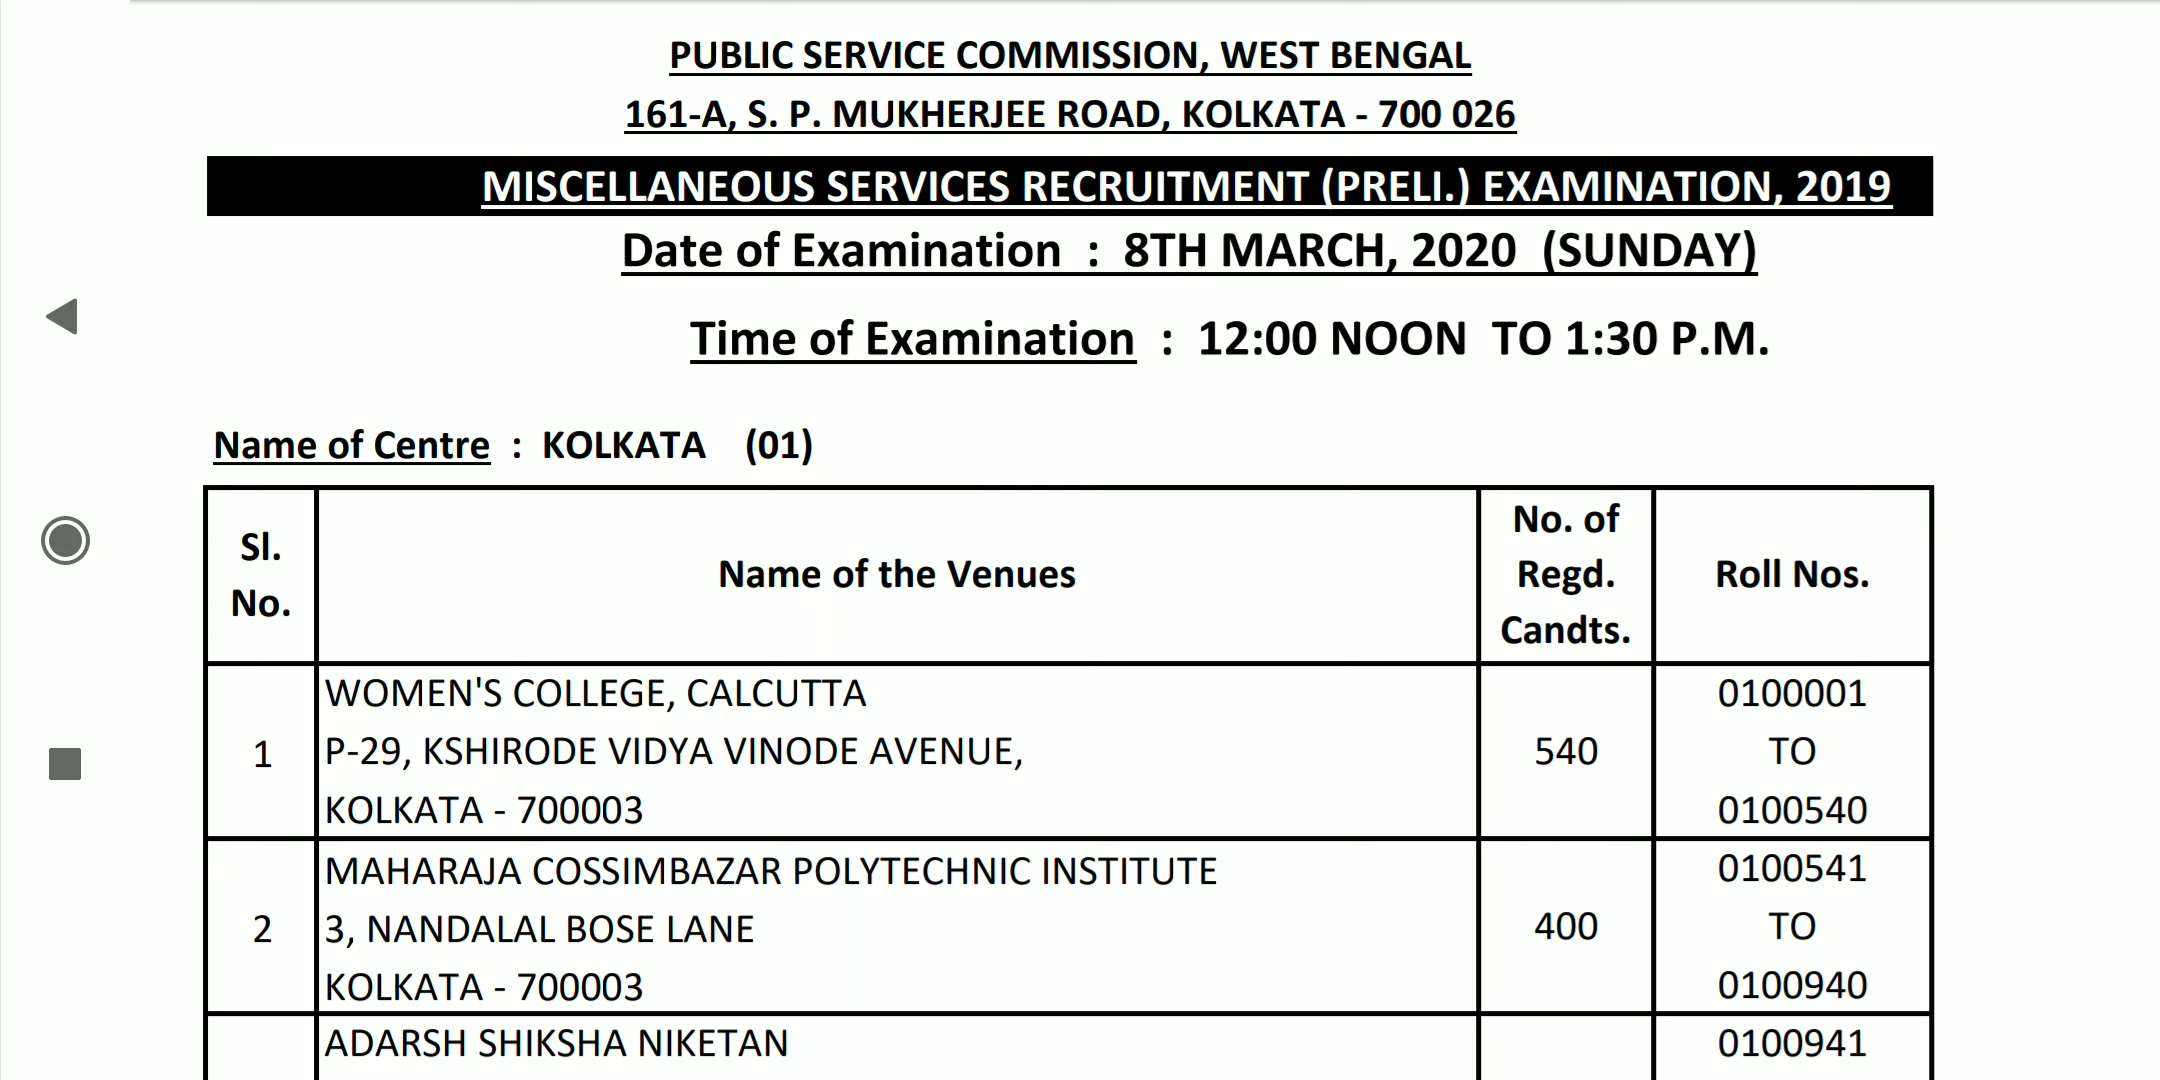 PUBLIC SERVICE COMMISSION, WEST BENGAL
161-A, S. P. MUKHERJEE ROAD, KOLKATA - 700 026
MISCELLANEOUS SERVICES RECRUITMENT (PRELI.) EXAMINATION, 2019
Date of Examination : 8TH MARCH, 2020 (SUNDAY)
Time of Examination : 12:00 NOON TO 1:30 P.M.
Name of Centre : KOLKATA (01)
Sl.
No.
Name of the Venues
No. of
Regd.
Candts.
Roll Nos.
1
WOMEN'S COLLEGE, CALCUTTA
P-29, KSHIRODE VIDYA VINODE AVENUE,
KOLKATA - 700003
540
0100001
TO
0100540
2
MAHARAJA COSSIMBAZAR POLYTECHNIC INSTITUTE
3, NANDALAL BOSE LANE
KOLKATA - 700003
400
0100541
TO
0100940
ADARSH SHIKSHA NIKETAN
0100941